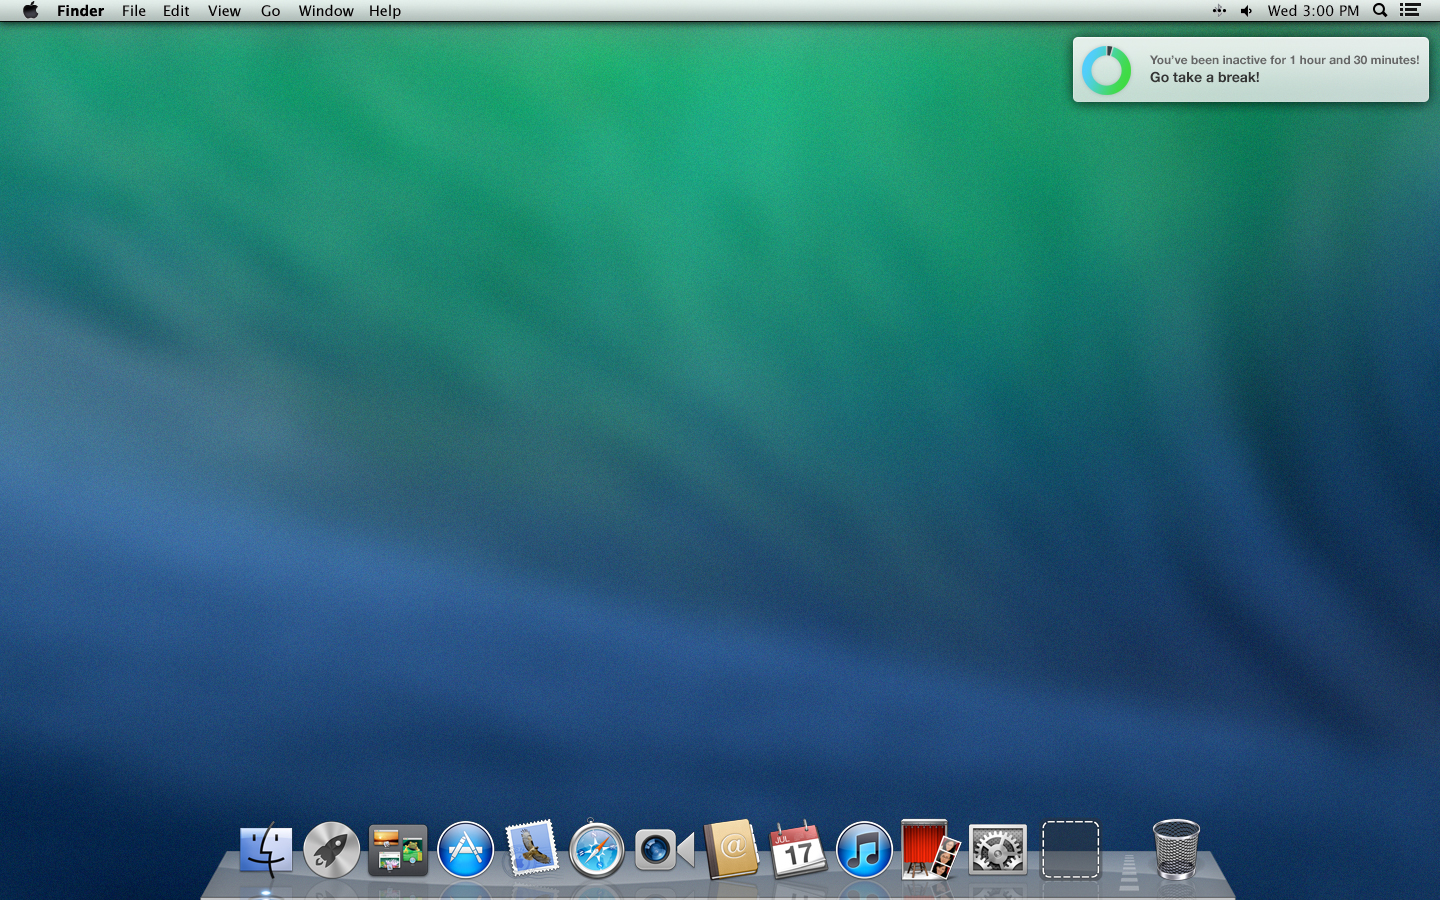 Finder File Edit View Go Window Help
Wed 3:00 PM
You've been inactive for 1 hour and 30 minutes!
Go take a break!
JUL
17
@